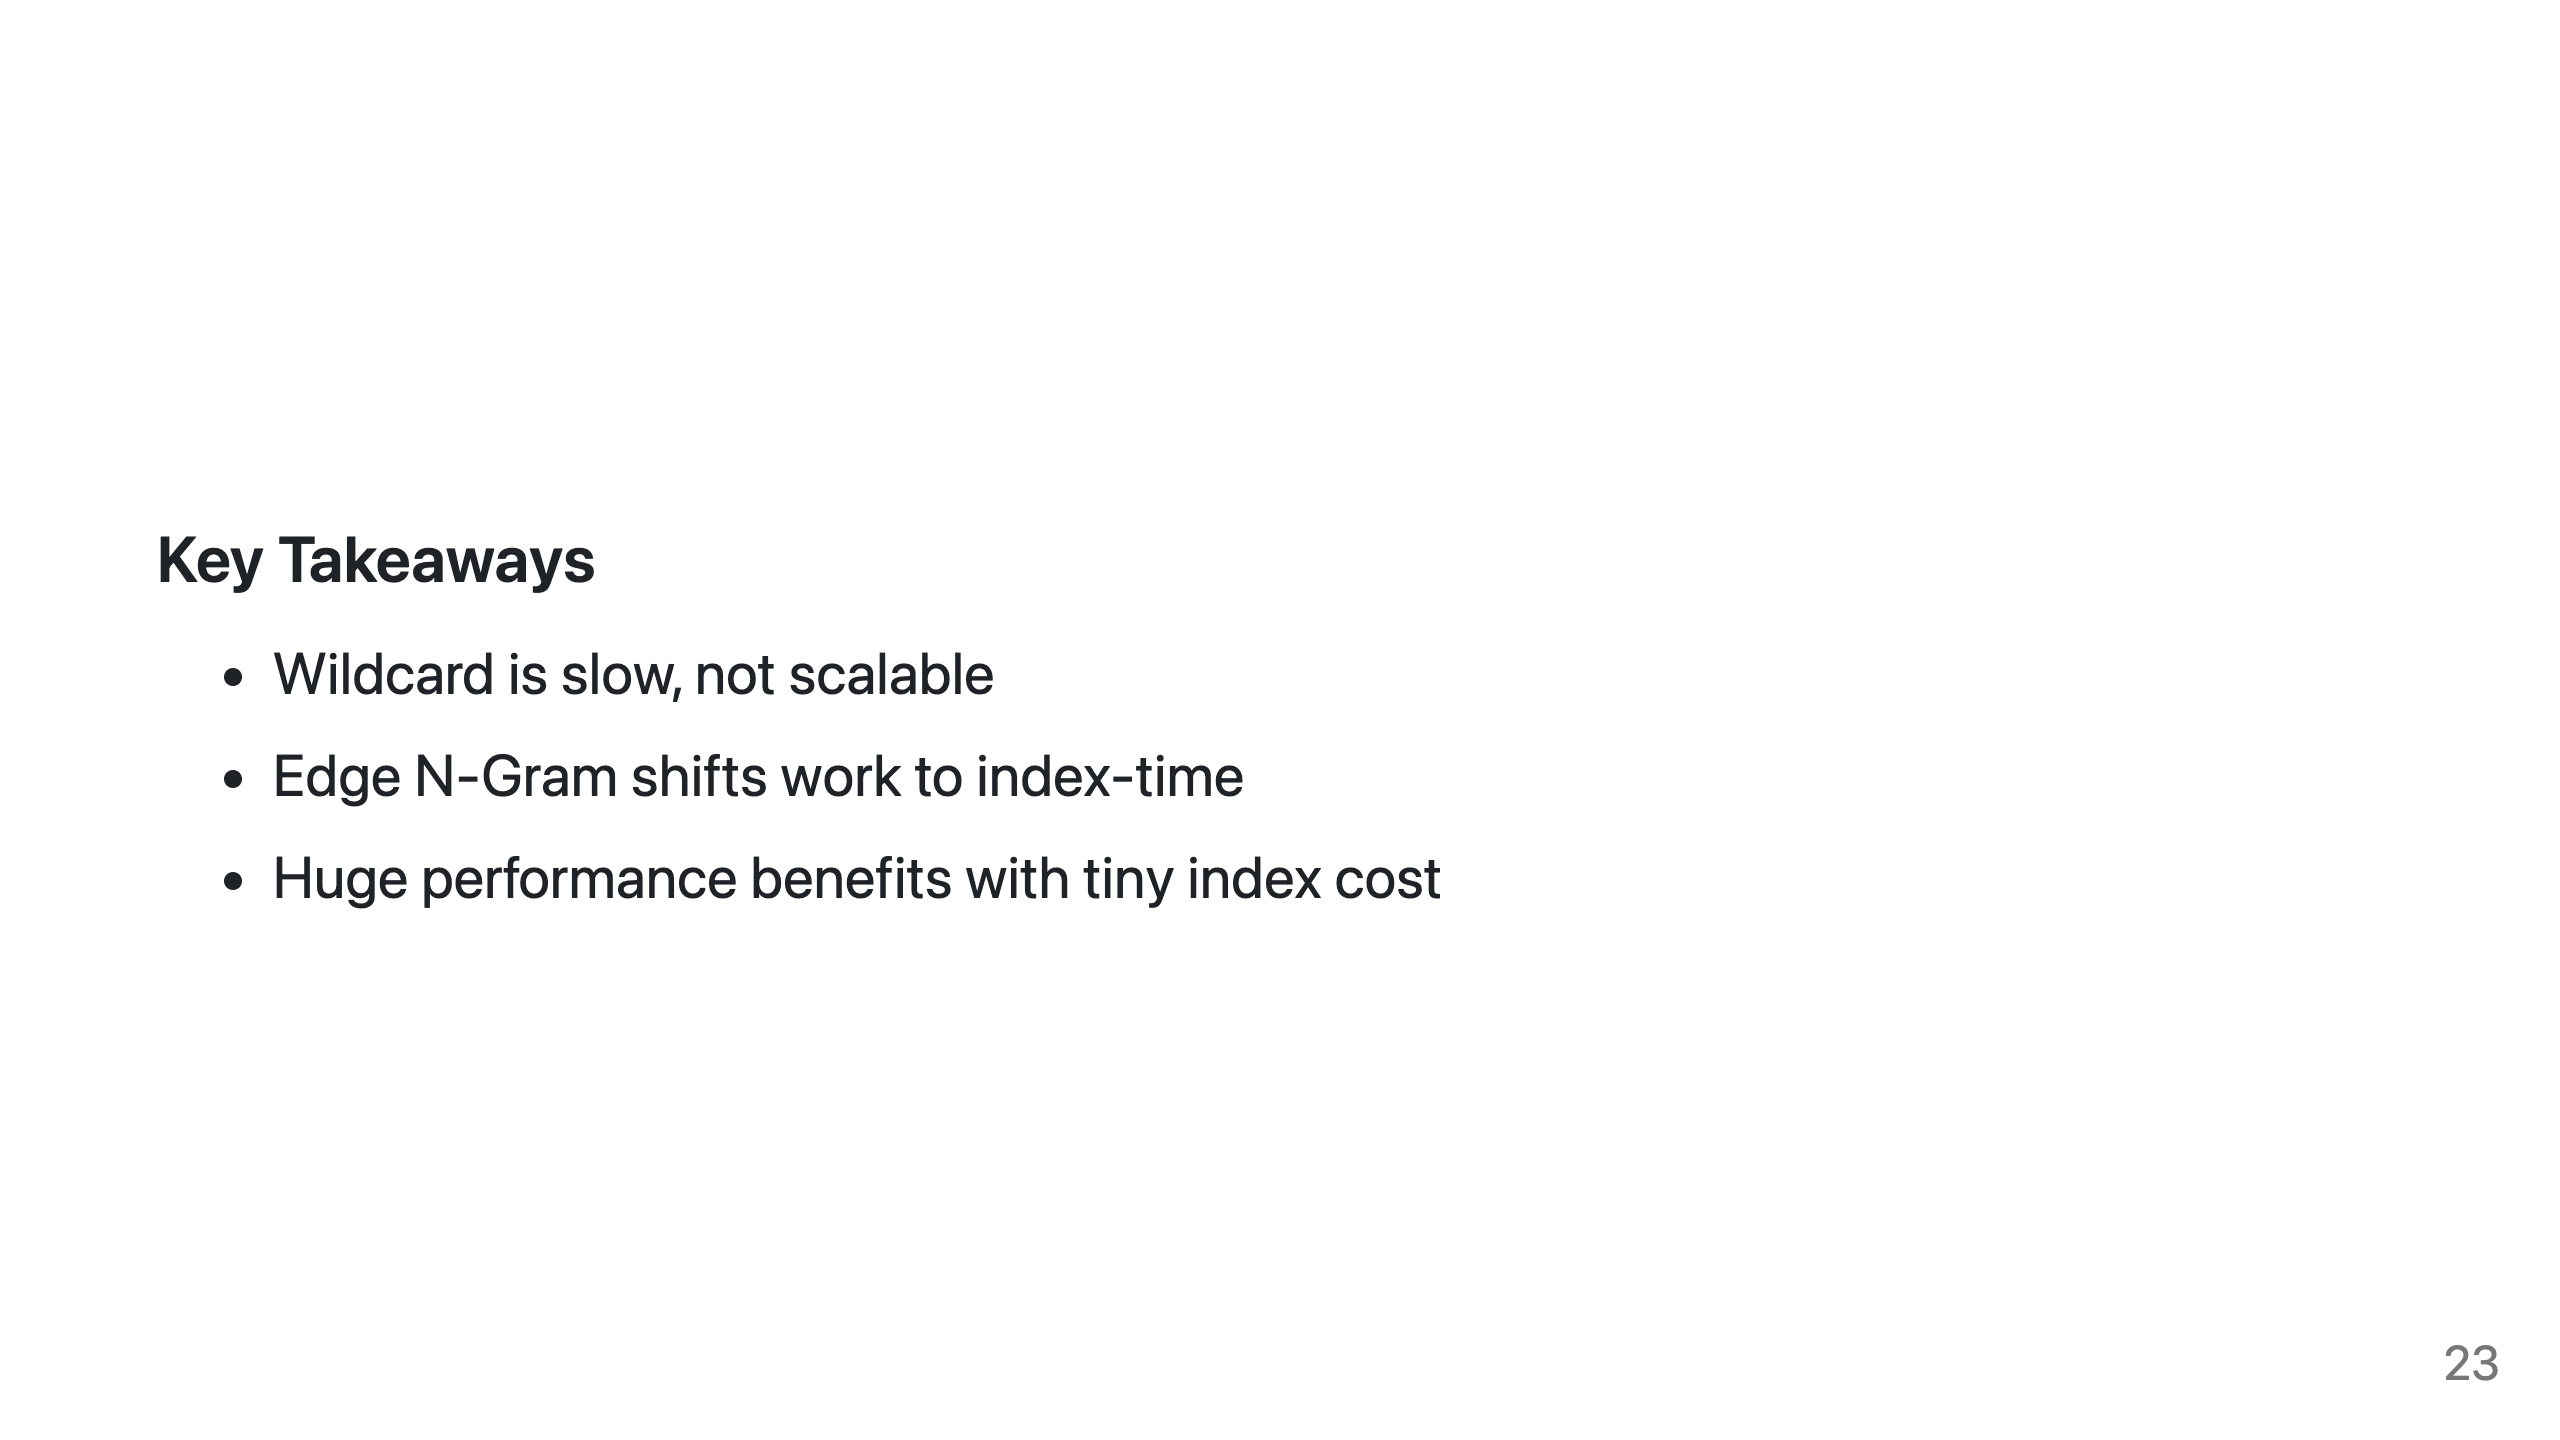 Key Takeaways
• Wildcard is slow, not scalable
• Edge N-Gram shifts work to index-time
• Huge performance benefits with tiny index cost
23